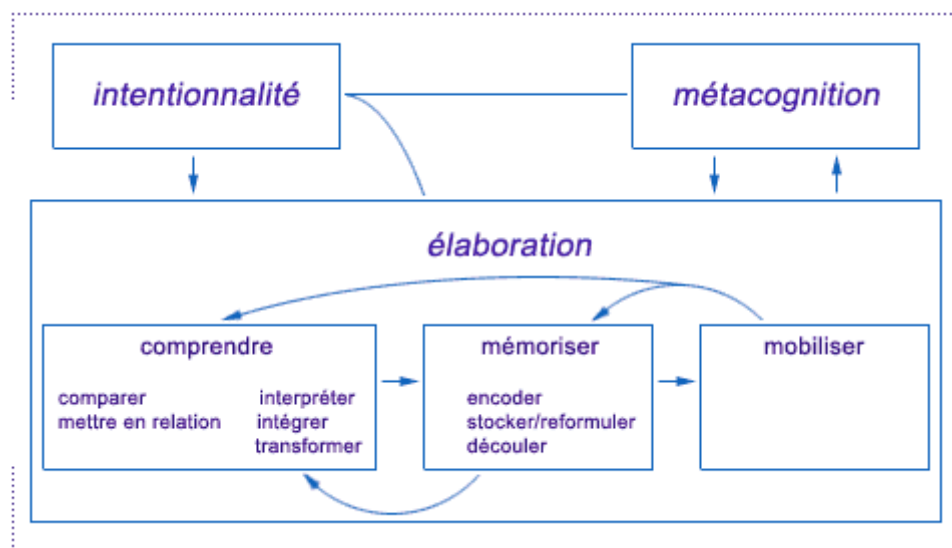 intentionnalité
métacognition
élaboration
comprendre
comparer
mettre en relation
interpréter
intégrer
transformer
mémoriser
encoder
stocker/reformuler
découler
mobiliser